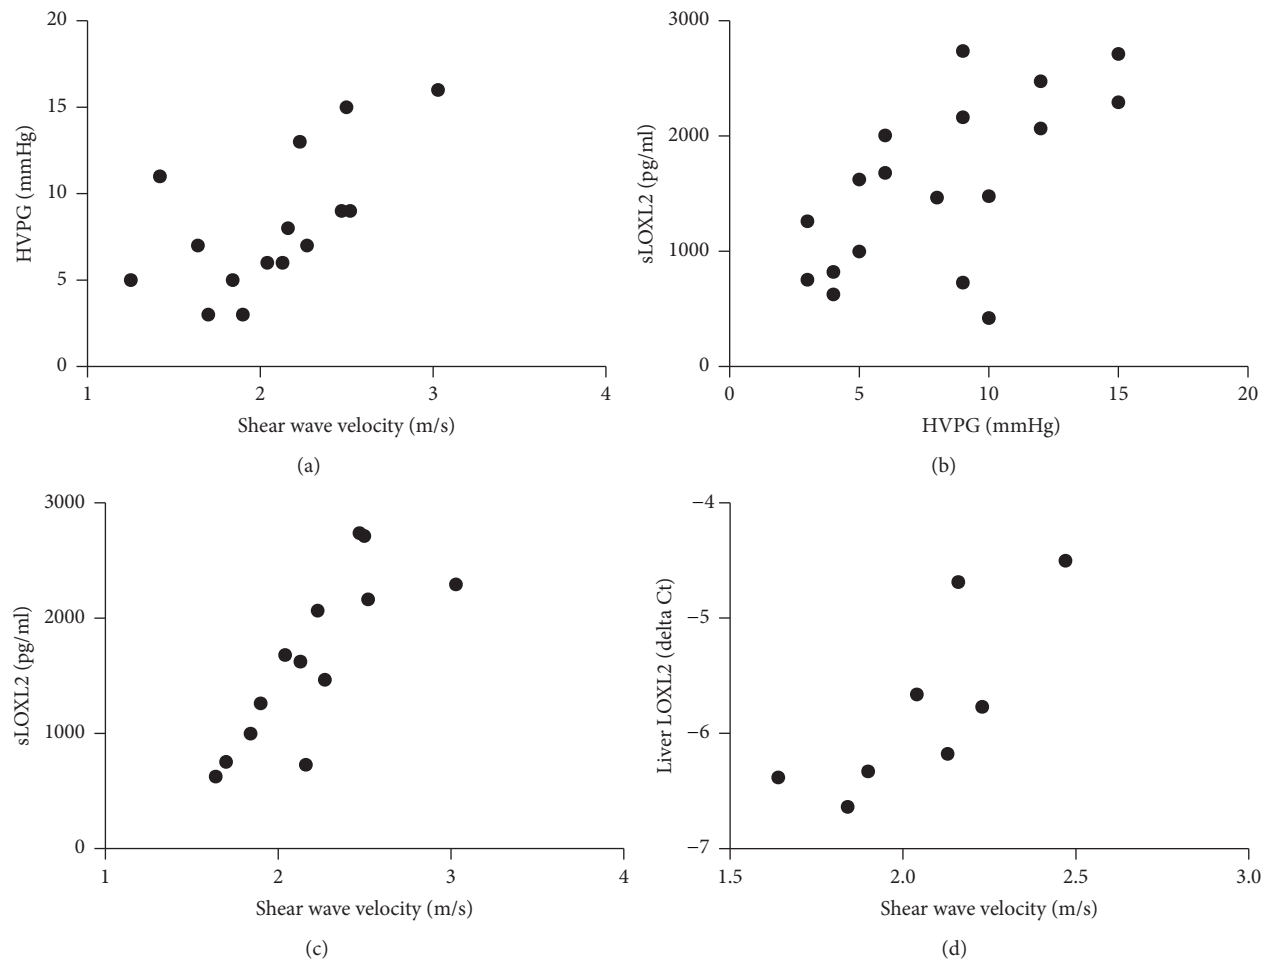 20
15
10
5
0
HVPG (mmHg)
1 2 3 4
Shear wave velocity (m/s)
(a)
3000
2000
1000
0
sLOXL2 (pg/ml)
0 5 10 15 20
HVPG (mmHg)
(b)
3000
2000
1000
0
sLOXL2 (pg/ml)
1 2 3 4
Shear wave velocity (m/s)
(c)
−4
−5
−6
−7
Liver LOXL2 (delta Ct)
1.5 2.0 2.5 3.0
Shear wave velocity (m/s)
(d)